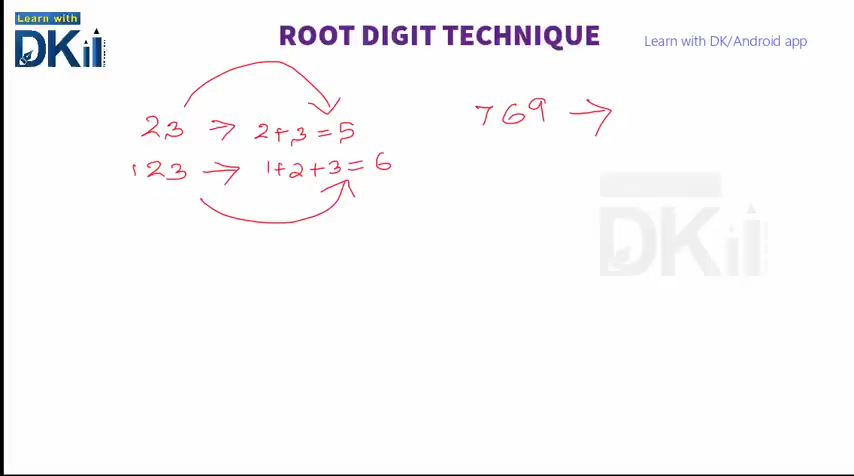 Learn with
DK
ROOT DIGIT TECHNIQUE
Learn with DK/Android app
23 → 2+3=5
123 → 1+2+3=6
769 →
DK